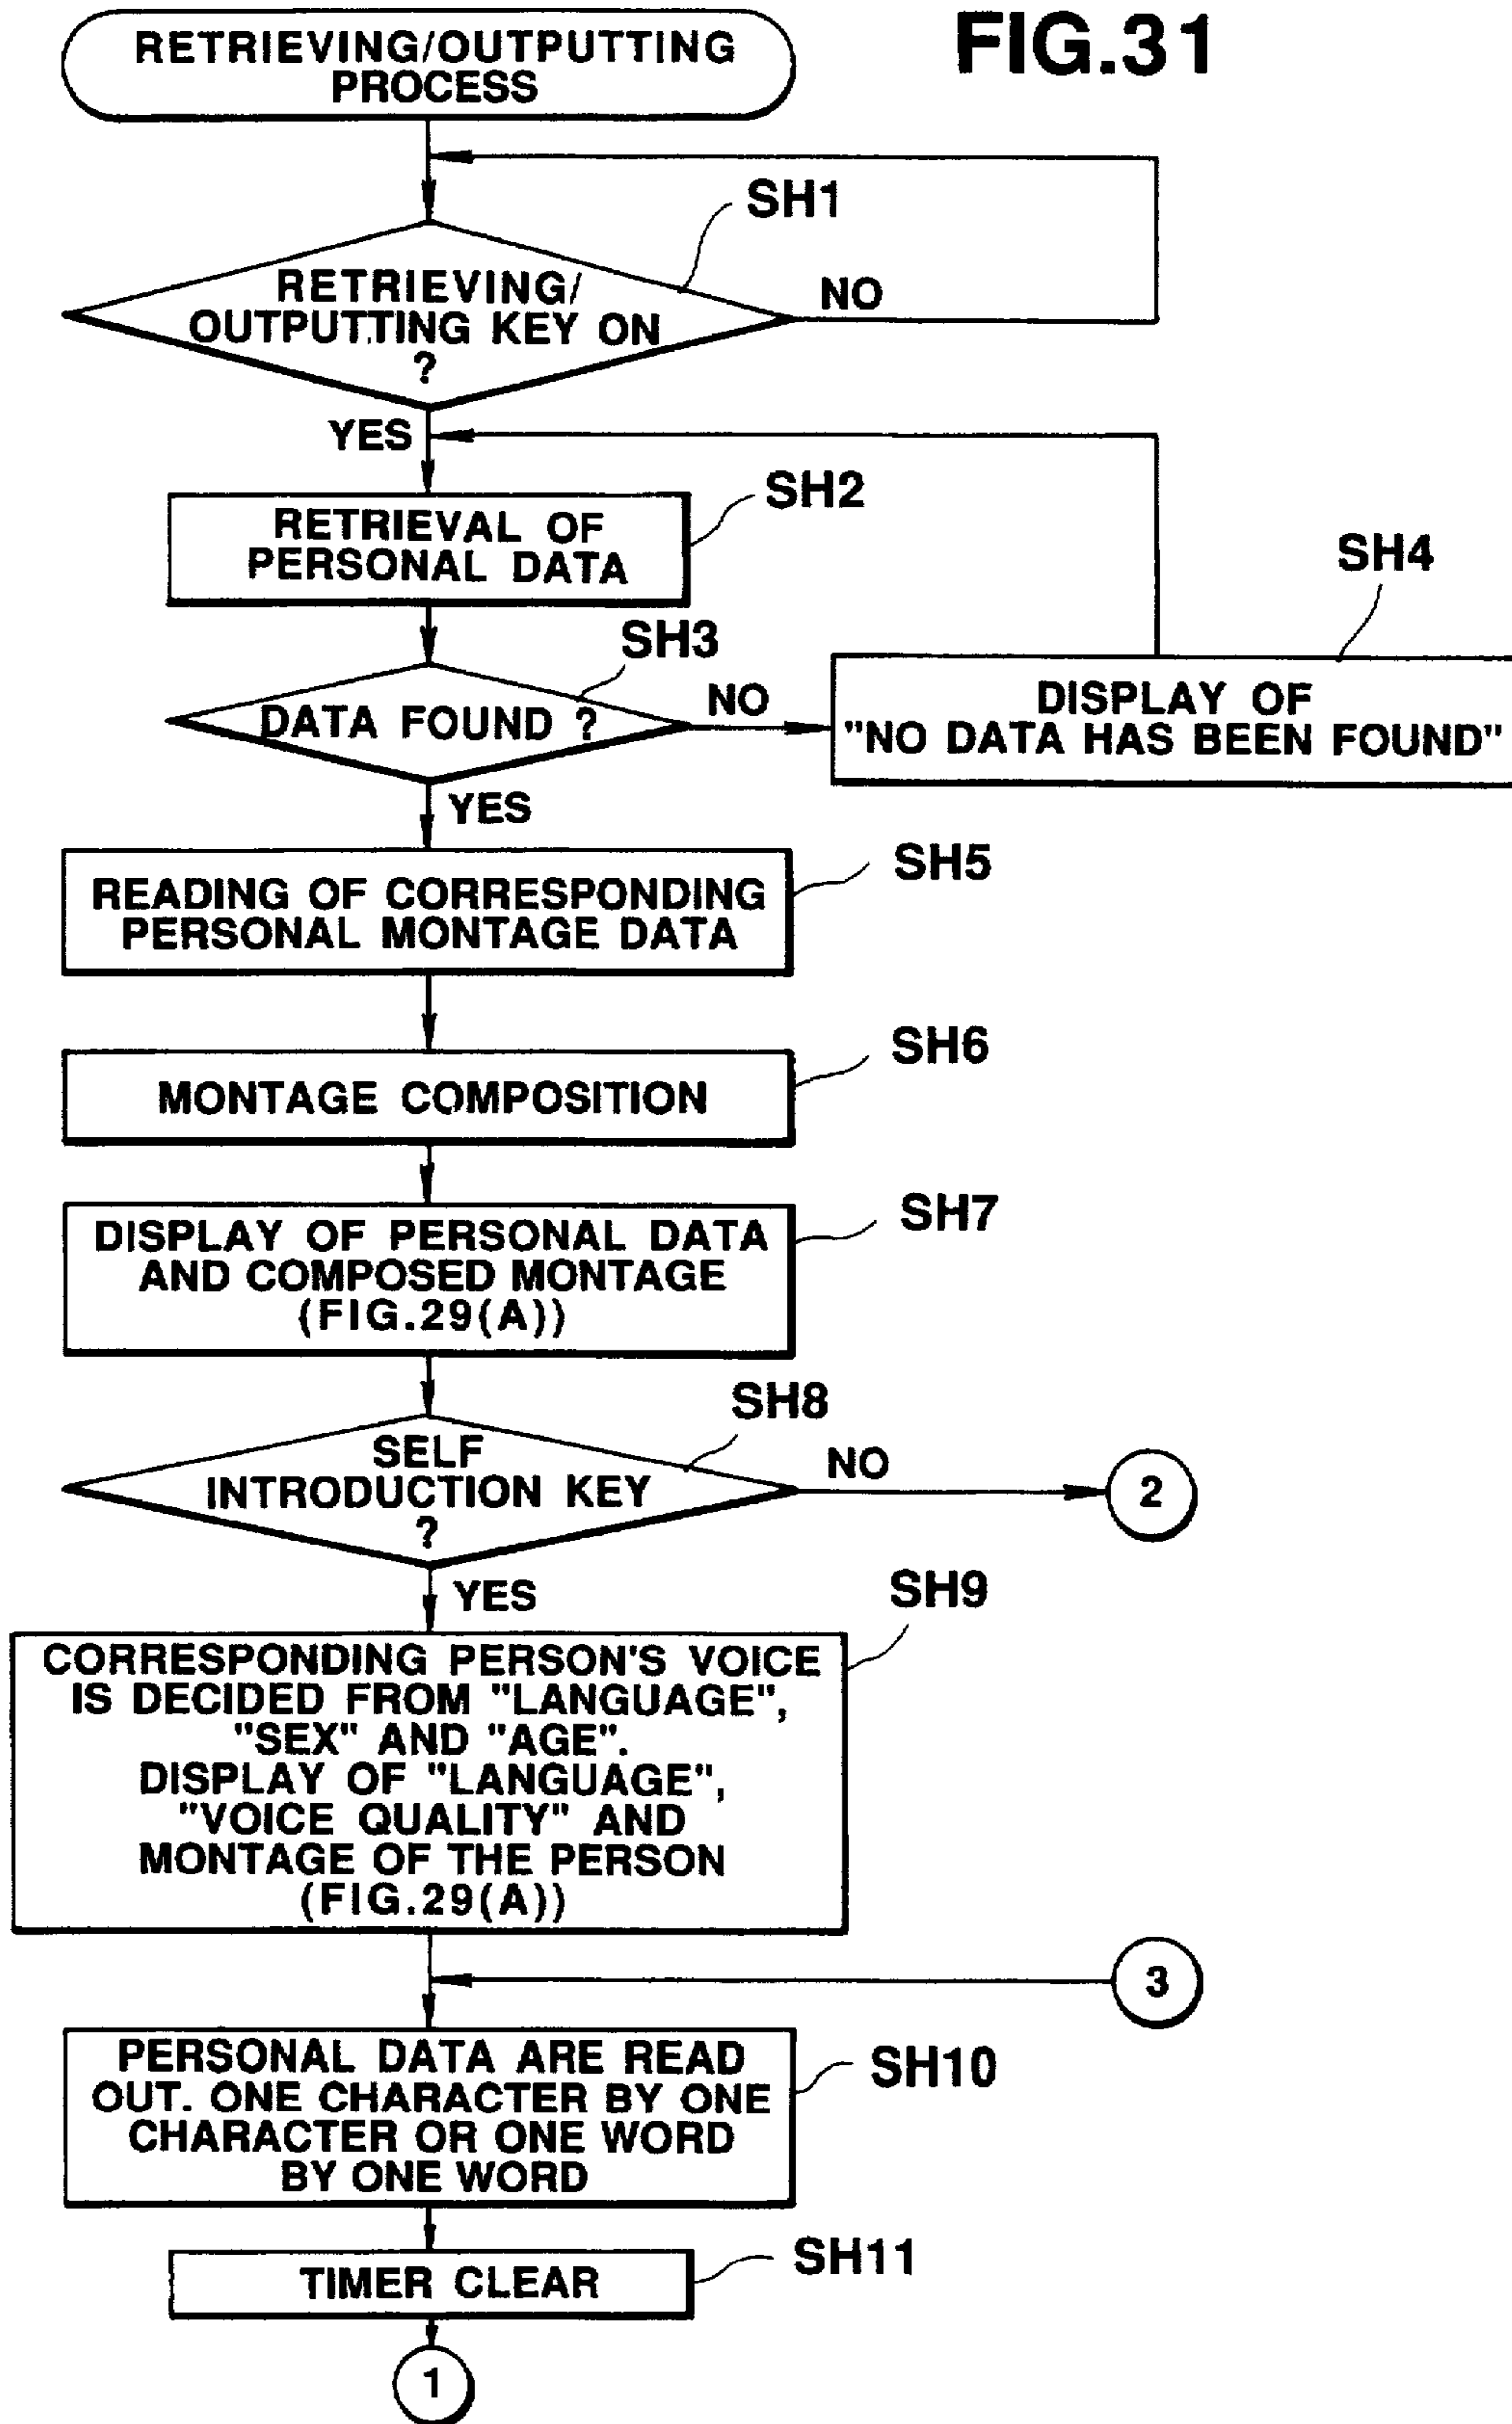 FIG.31
RETRIEVING/OUTPUTTING
PROCESS
SH1
RETRIEVING/
OUTPUTTING KEY ON
?
NO
YES
SH2
RETRIEVAL OF
PERSONAL DATA
SH3
DATA FOUND ?
NO
SH4
DISPLAY OF
"NO DATA HAS BEEN FOUND"
YES
SH5
READING OF CORRESPONDING
PERSONAL MONTAGE DATA
SH6
MONTAGE COMPOSITION
SH7
DISPLAY OF PERSONAL DATA
AND COMPOSED MONTAGE
(FIG.29(A))
SH8
SELF
INTRODUCTION KEY
?
NO
2
YES
SH9
CORRESPONDING PERSON'S VOICE
IS DECIDED FROM "LANGUAGE",
"SEX" AND "AGE".
DISPLAY OF "LANGUAGE",
"VOICE QUALITY" AND
MONTAGE OF THE PERSON
(FIG.29(A))
3
SH10
PERSONAL DATA ARE READ
OUT. ONE CHARACTER BY ONE
CHARACTER OR ONE WORD
BY ONE WORD
SH11
TIMER CLEAR
1